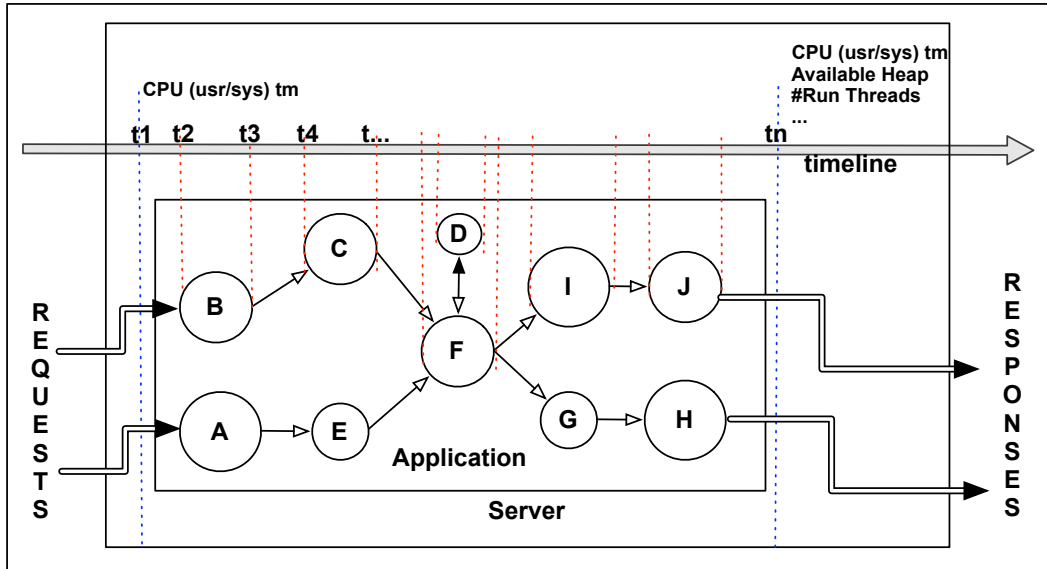 CPU (usr/sys) tm
Available Heap
#Run Threads
...
CPU (usr/sys) tm
t1 t2 t3 t4 t... tn
timeline
D
C
I J
B
F
A E G H
Application
Server
R
E
Q
U
E
S
T
S
R
E
S
P
O
N
S
E
S